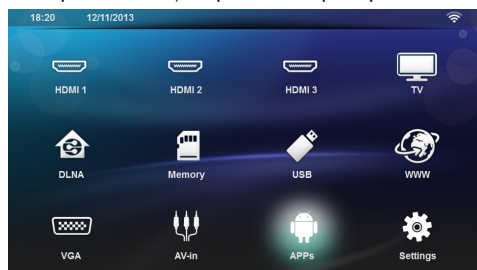 18:20 12/11/2013
HDMI 1 HDMI 2 HDMI 3 TV
DLNA Memory USB WWW
VGA AV-in APPs Settings